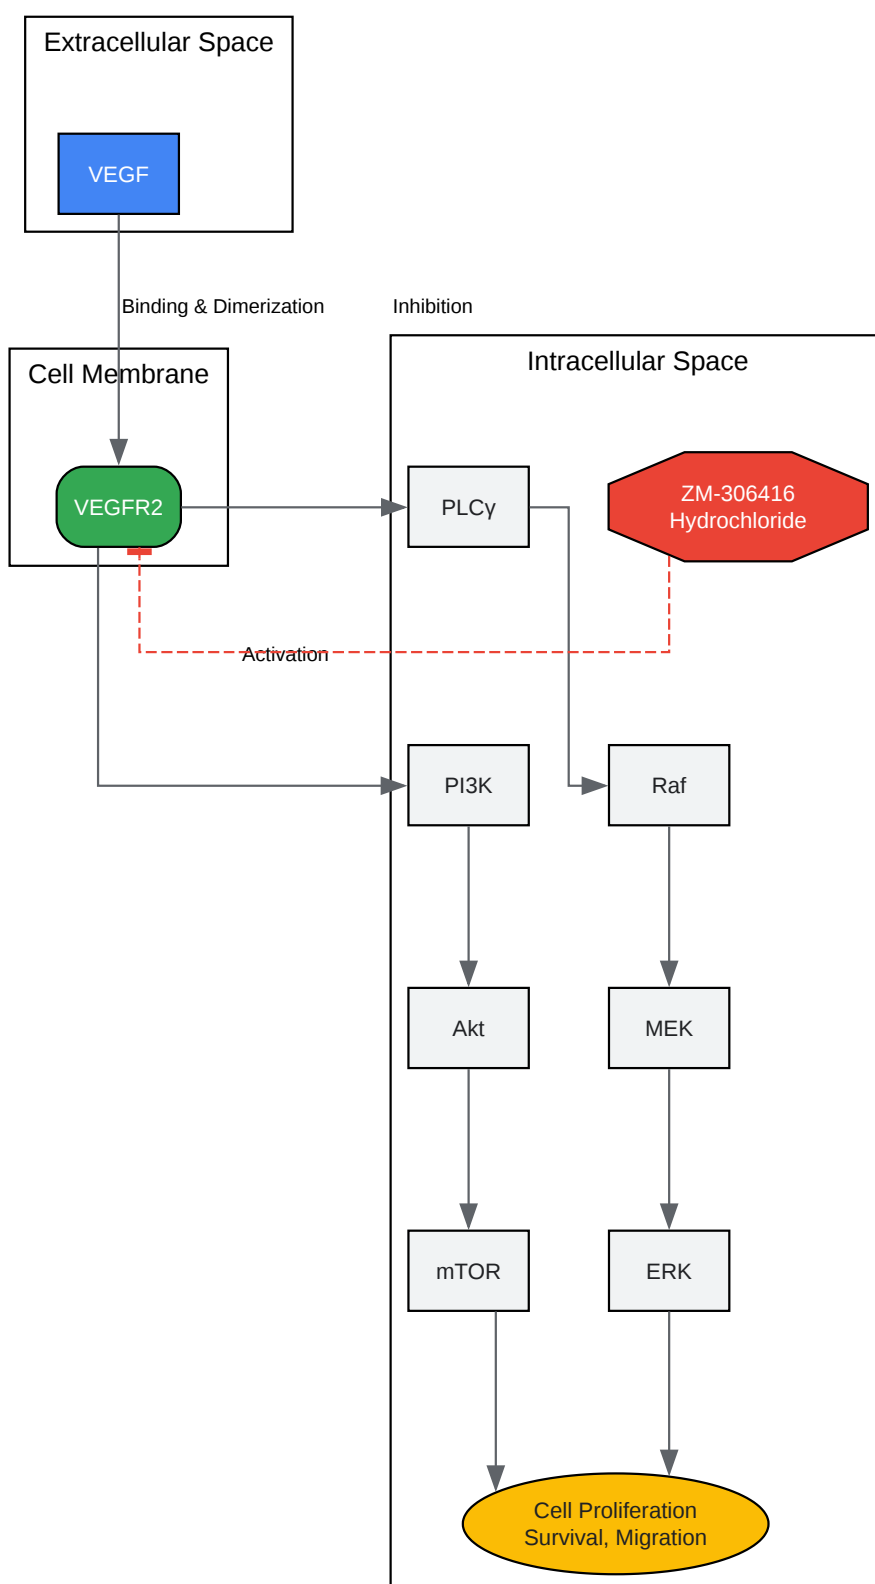 Extracellular Space
VEGF
Binding & Dimerization
Inhibition
Cell Membrane
Intracellular Space
VEGFR2
PLCγ
ZM-306416
Hydrochloride
Activation
PI3K
Raf
Akt
MEK
mTOR
ERK
Cell Proliferation
Survival, Migration